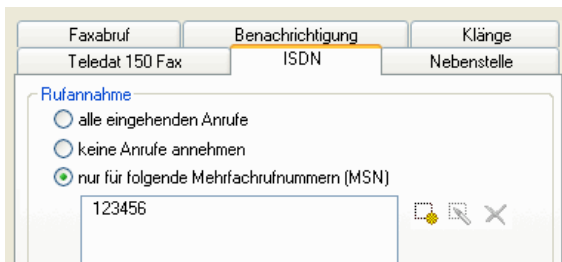 Faxabruf Benachrichtigung Klänge
Teledat 150 Fax ISDN Nebenstelle
Rufannahme
alle eingehenden Anrufe
keine Anrufe annehmen
nur für folgende Mehrfachrufnummern (MSN)
123456